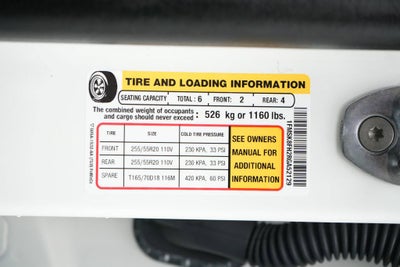 TIRE AND LOADING INFORMATION
SEATING CAPACITY TOTAL: 6 FRONT: 2 REAR: 4
The combined weight of occupants
and cargo should never exceed : 526 kg or 1160 lbs.
TIRE SIZE COLD TIRE PRESSURE
FRONT 255/55R20 110V 230 KPA, 33 PSI
REAR 255/55R20 110V 230 KPA, 33 PSI
SPARE T165/70D18 116M 420 KPA, 60 PSI
SEE OWNERS
MANUAL FOR
ADDITIONAL
INFORMATION